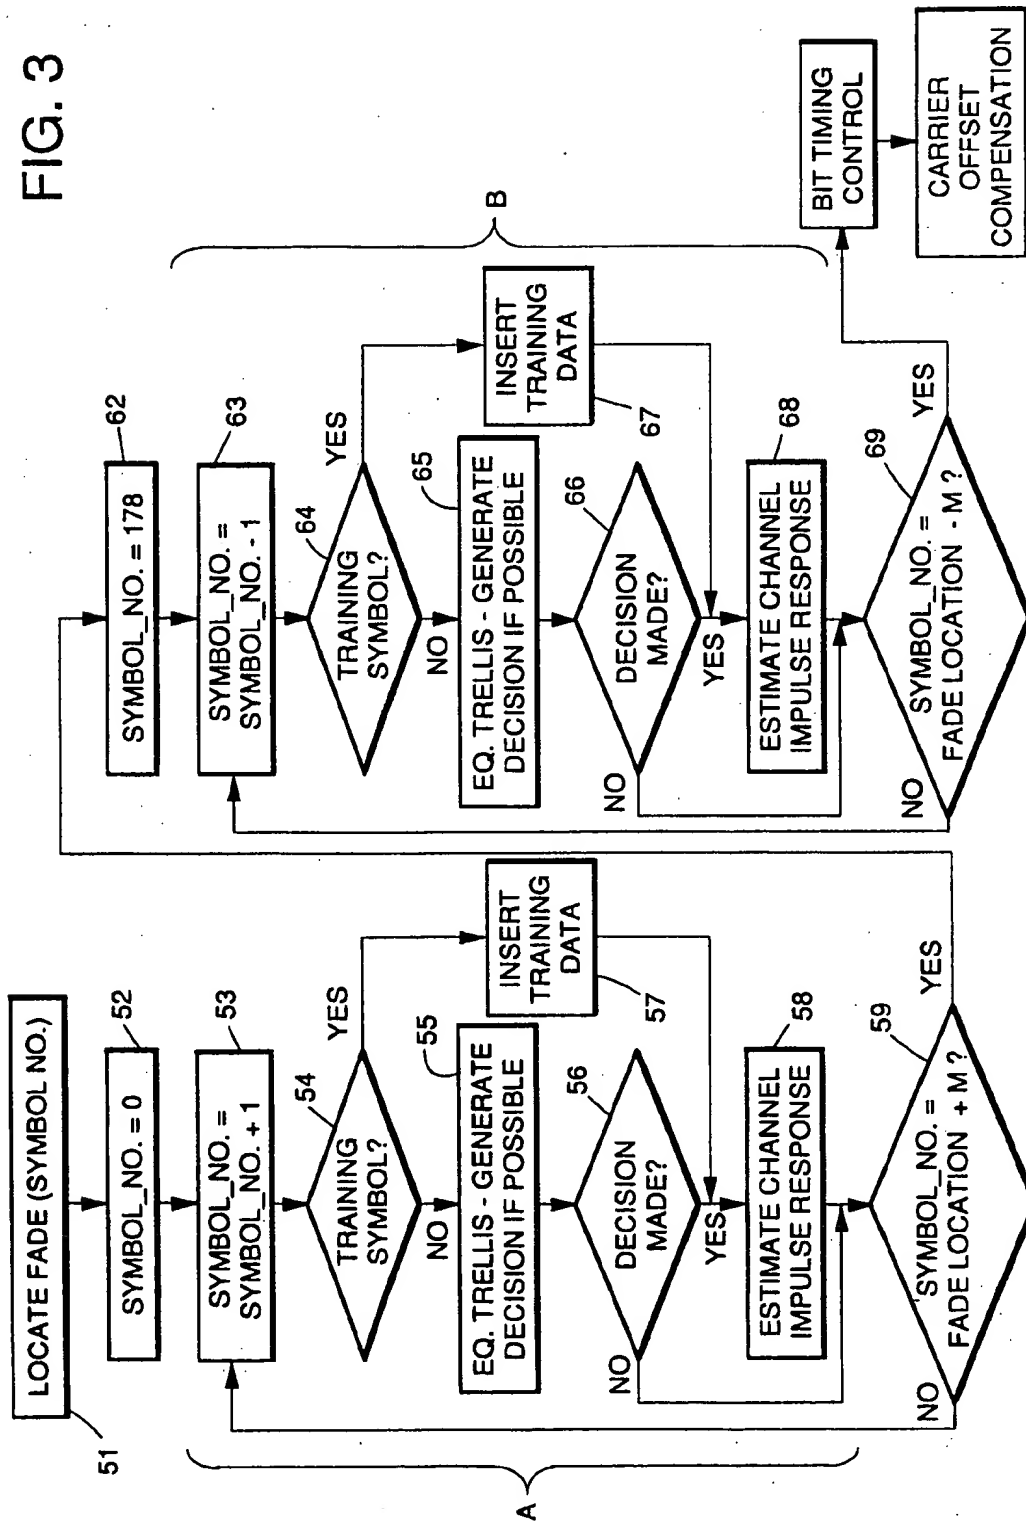 FIG. 3
LOCATE FADE (SYMBOL NO.)
51
SYMBOL_NO. = 0
52
SYMBOL_NO. =
SYMBOL_NO. + 1
53
TRAINING
SYMBOL?
54
YES
NO
EQ. TRELLIS - GENERATE
DECISION IF POSSIBLE
55
INSERT
TRAINING
DATA
57
DECISION
MADE?
56
NO
YES
ESTIMATE CHANNEL
IMPULSE RESPONSE
58
SYMBOL_NO. =
FADE LOCATION + M?
59
NO
YES
A
SYMBOL_NO. = 178
62
SYMBOL_NO. =
SYMBOL_NO. - 1
63
TRAINING
SYMBOL?
64
YES
NO
EQ. TRELLIS - GENERATE
DECISION IF POSSIBLE
65
INSERT
TRAINING
DATA
67
DECISION
MADE?
66
NO
YES
ESTIMATE CHANNEL
IMPULSE RESPONSE
68
SYMBOL_NO. =
FADE LOCATION - M ?
69
NO
YES
B
BIT TIMING
CONTROL
CARRIER
OFFSET
COMPENSATION